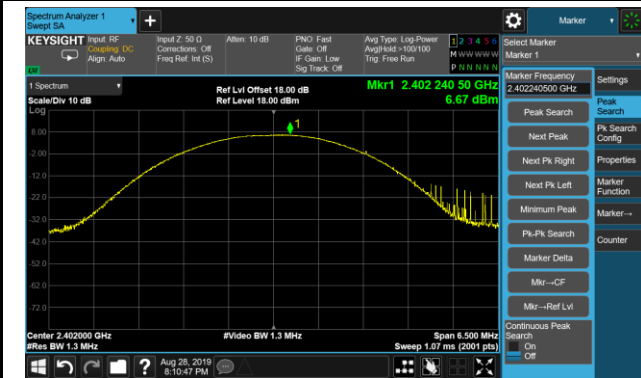 Spectrum Analyzer 1
Swept SA
Marker
KEYSIGHT
Input: RF
Coupling: DC
Align: Auto
Input Z: 50 Ω
Corrections: Off
Freq Ref: Int (S)
Atten: 10 dB
PNO: Fast
Gate: Off
IF Gain: Low
Sig Track: Off
Avg Type: Log-Power
Avg|Hold:>100/100
Trig: Free Run
1 2 3 4 5 6
M W W W W W
P N N N N N
LW
Select Marker
Marker 1
1 Spectrum
Scale/Div 10 dB
Ref Lvl Offset 18.00 dB
Ref Level 18.00 dBm
Mkr1 2.402 240 50 GHz
6.67 dBm
Log
8.00
-2.00
-12.0
-22.0
-32.0
-42.0
-52.0
-62.0
-72.0
1
Center 2.402000 GHz
#Res BW 1.3 MHz
#Video BW 1.3 MHz
Span 6.500 MHz
Sweep 1.07 ms (2001 pts)
Marker Frequency
2.402240500 GHz
Peak Search
Next Peak
Next Pk Right
Next Pk Left
Minimum Peak
Pk-Pk Search
Marker Delta
Mkr→CF
Mkr→Ref Lvl
Continuous Peak
Search
On
Off
Settings
Peak
Search
Pk Search
Config
Properties
Marker
Function
Marker→
Counter
?
Aug 28, 2019
8:10:47 PM